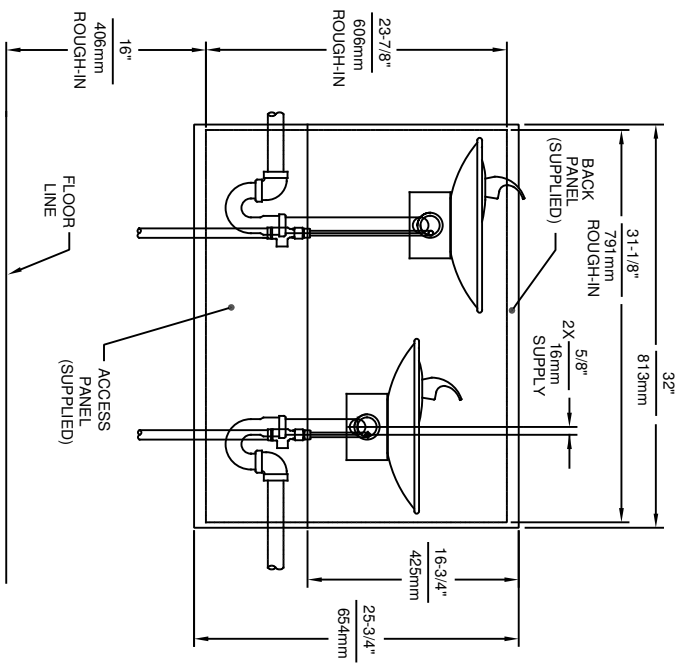 32"
813mm
31-1/8"
791mm
ROUGH-IN
BACK
PANEL
(SUPPLIED)
5/8"
2X 16mm
SUPPLY
23-7/8"
606mm
ROUGH-IN
16"
406mm
ROUGH-IN
16-3/4"
425mm
25-3/4"
654mm
FLOOR
LINE
ACCESS
PANEL
(SUPPLIED)